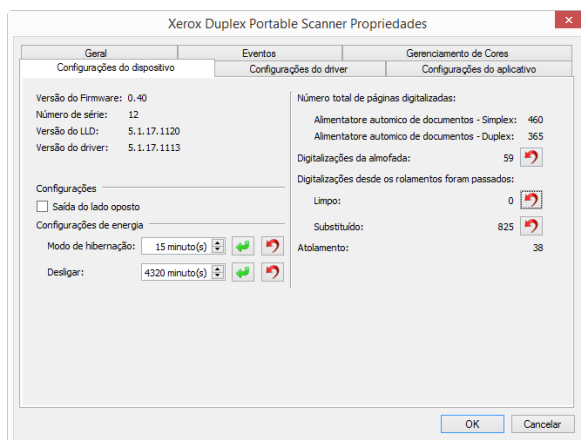 Xerox Duplex Portable Scanner Propriedades
Geral
Eventos
Gerenciamento de Cores
Configurações do dispositivo
Configurações do driver
Configurações do aplicativo
Versão do Firmware: 0.40
Número de série: 12
Versão do LLD: 5.1.17.1120
Versão do driver: 5.1.17.1113
Configurações
Saída do lado oposto
Configurações de energia
Modo de hibernação: 15 minuto(s)
Desligar: 4320 minuto(s)
Número total de páginas digitalizadas:
Alimentatore automico de documentos - Simplex: 460
Alimentatore automico de documentos - Duplex: 365
Digitalizações da almofada: 59
Digitalizações desde os rolamentos foram passados:
Limpo: 0
Substituído: 825
Atolamento: 38
OK
Cancelar